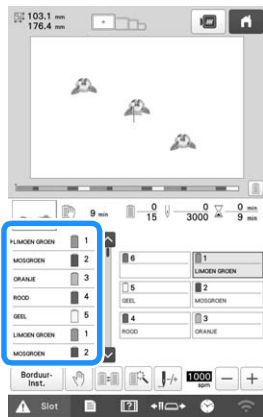 103.1 mm
176.4 mm
9 min
0
15
0
3000
0
9 min
LIMOEN GROEN 1
MOSGROEN 2
ORANJE 3
ROOD 4
GEEL 5
LIMOEN GROEN 1
MOSGROEN 2
6
1
LIMOEN GROEN
5
GEEL
2
MOSGROEN
4
ROOD
3
ORANJE
Borduur-
Inst.
1000
spm
Slot